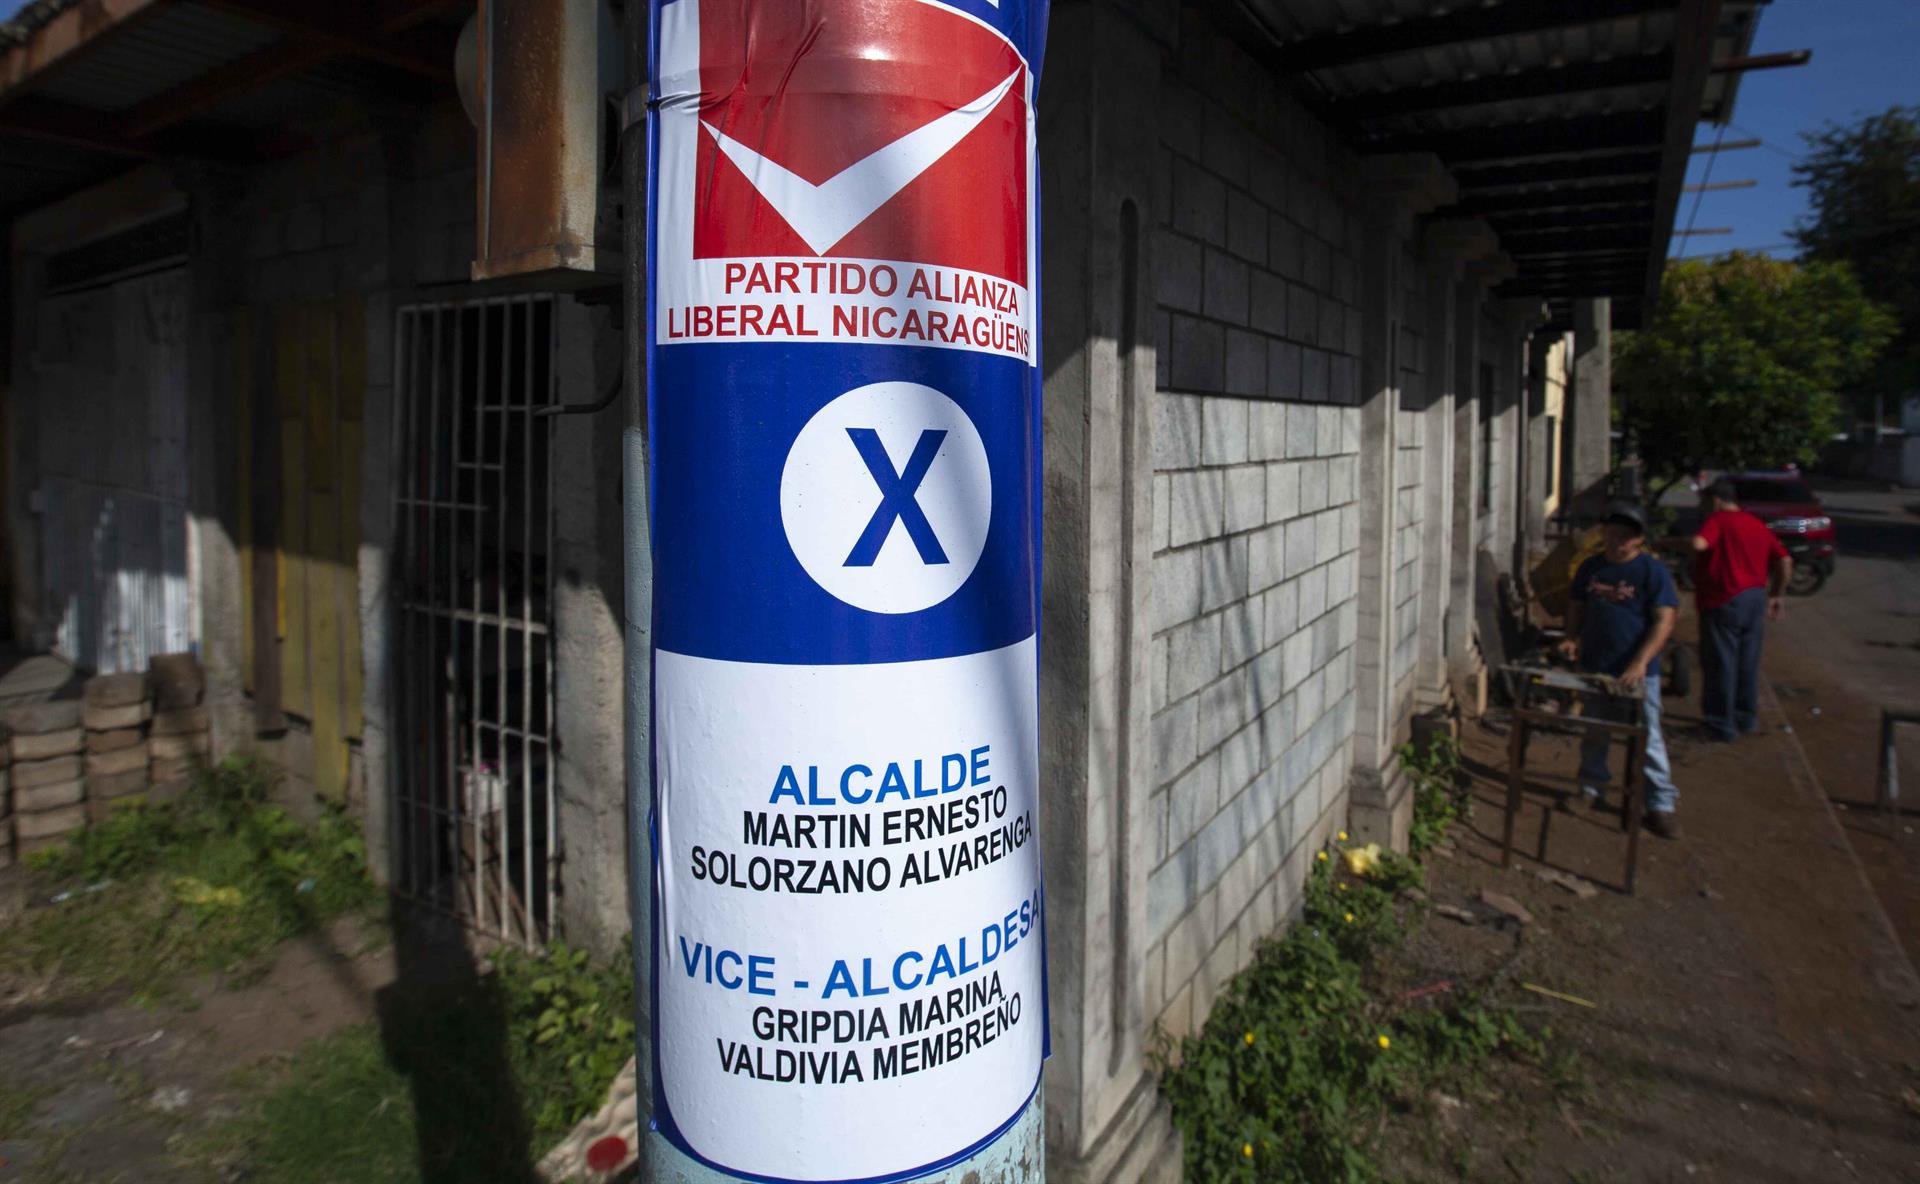 PARTIDO ALIANZA
LIBERAL NICARAGÜENS
X
ALCALDE
MARTIN ERNESTO
SOLORZANO ALVARENGA
VICE - ALCALDESA
GRIPDIA MARINA
VALDIVIA MEMBREÑO